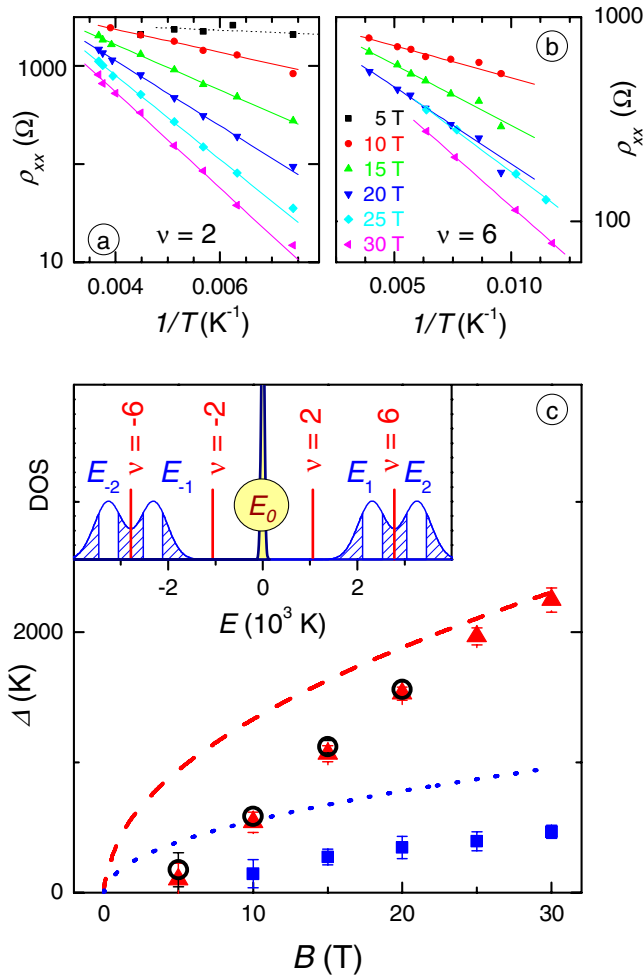 1000
10
ρxx (Ω)
a
ν = 2
0.004
0.006
1/T (K⁻¹)
5 T
10 T
15 T
20 T
25 T
30 T
b
ν = 6
1000
100
ρxx (Ω)
0.005
0.010
1/T (K⁻¹)
c
DOS
E₋₂
ν = -6
E₋₁
ν = -2
E₀
ν = 2
E₁
ν = 6
E₂
-2
0
2
E (10³ K)
2000
0
Δ (K)
0
10
20
30
B (T)